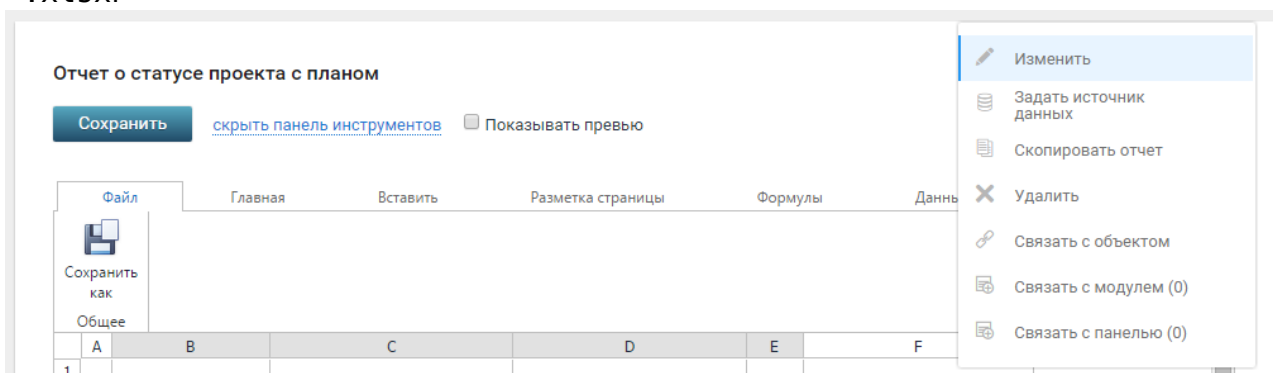 Отчет о статусе проекта с планом
Сохранить скрыть панель инструментов Показывать превью
Файл Главная Вставить Разметка страницы Формулы Данны
Сохранить
как
Общее
A B C D E F
1
Изменить
Задать источник
данных
Скопировать отчет
Удалить
Связать с объектом
Связать с модулем (0)
Связать с панелью (0)